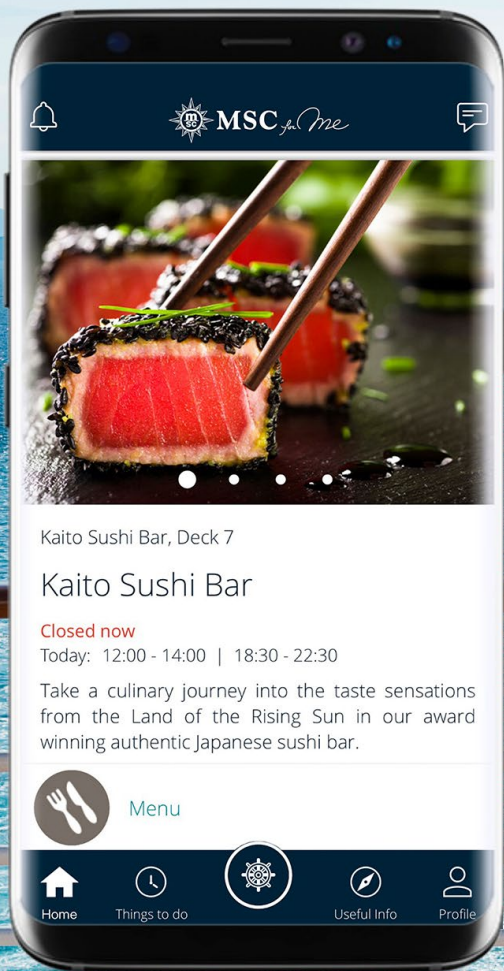 MSC for Me
Kaito Sushi Bar, Deck 7
Kaito Sushi Bar
Closed now
Today: 12:00 - 14:00 | 18:30 - 22:30
Take a culinary journey into the taste sensations
from the Land of the Rising Sun in our award
winning authentic Japanese sushi bar.
Menu
Home Things to do Useful Info Profile